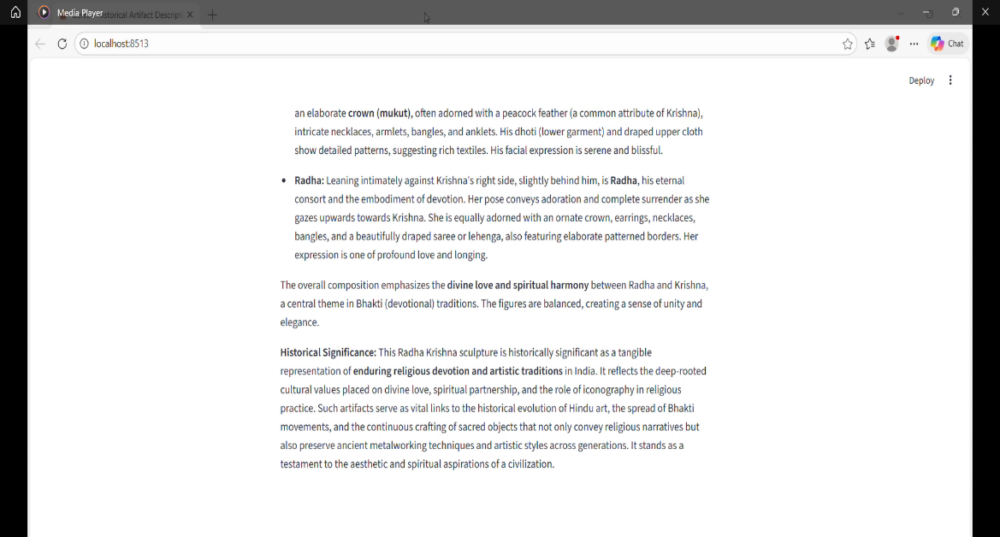 Media Player
Historical Artifact Descripti
localhost:8513
Chat
Deploy
an elaborate crown (mukut), often adorned with a peacock feather (a common attribute of Krishna),
intricate necklaces, armlets, bangles, and anklets. His dhoti (lower garment) and draped upper cloth
show detailed patterns, suggesting rich textiles. His facial expression is serene and blissful.
• Radha: Leaning intimately against Krishna's right side, slightly behind him, is Radha, his eternal
consort and the embodiment of devotion. Her pose conveys adoration and complete surrender as she
gazes upwards towards Krishna. She is equally adorned with an ornate crown, earrings, necklaces,
bangles, and a beautifully draped saree or lehenga, also featuring elaborate patterned borders. Her
expression is one of profound love and longing.
The overall composition emphasizes the divine love and spiritual harmony between Radha and Krishna,
a central theme in Bhakti (devotional) traditions. The figures are balanced, creating a sense of unity and
elegance.
Historical Significance: This Radha Krishna sculpture is historically significant as a tangible
representation of enduring religious devotion and artistic traditions in India. It reflects the deep-rooted
cultural values placed on divine love, spiritual partnership, and the role of iconography in religious
practice. Such artifacts serve as vital links to the historical evolution of Hindu art, the spread of Bhakti
movements, and the continuous crafting of sacred objects that not only convey religious narratives but
also preserve ancient metalworking techniques and artistic styles across generations. It stands as a
testament to the aesthetic and spiritual aspirations of a civilization.